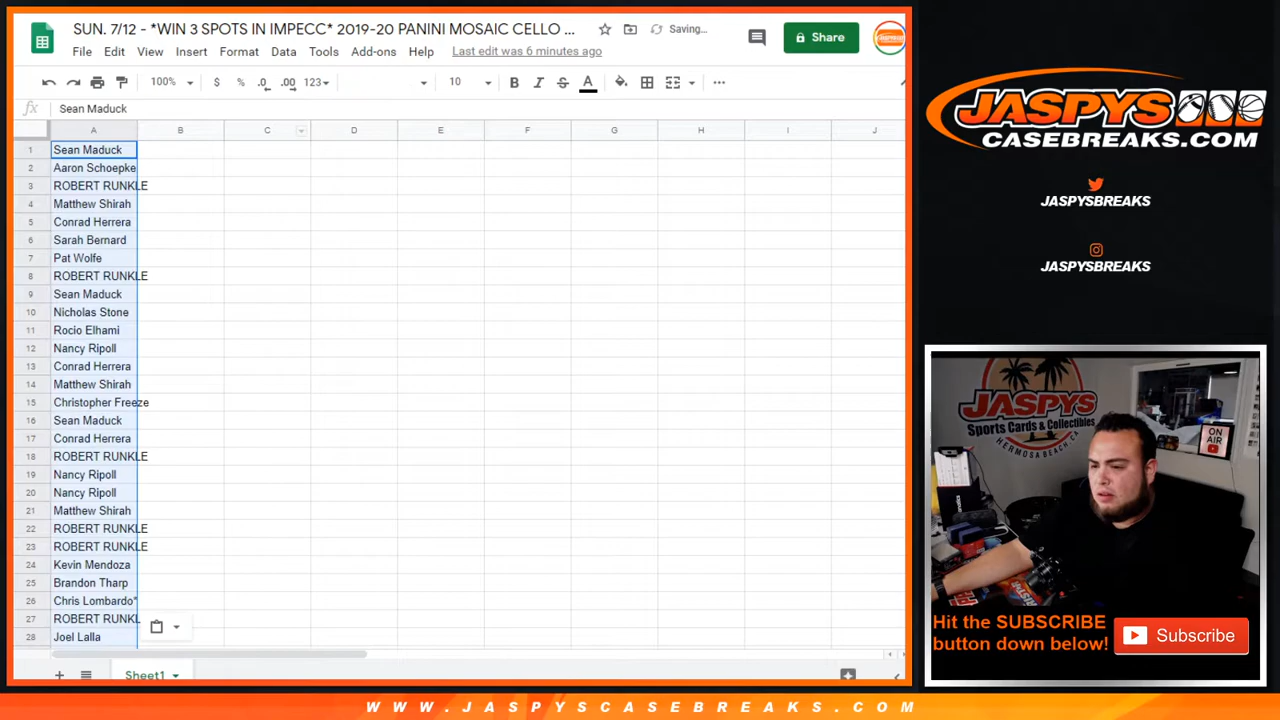 SUN. 7/12 - *WIN 3 SPOTS IN IMPECC* 2019-20 PANINI MOSAIC CELLO ...
Saving...
Share
File Edit View Insert Format Data Tools Add-ons Help Last edit was 6 minutes ago
100% $ % .0 .00 123 10 B I S A
fx Sean Maduck
A B C D E F G H I J
1 Sean Maduck
2 Aaron Schoepke
3 ROBERT RUNKLE
4 Matthew Shirah
5 Conrad Herrera
6 Sarah Bernard
7 Pat Wolfe
8 ROBERT RUNKLE
9 Sean Maduck
10 Nicholas Stone
11 Rocio Elhami
12 Nancy Ripoll
13 Conrad Herrera
14 Matthew Shirah
15 Christopher Freeze
16 Sean Maduck
17 Conrad Herrera
18 ROBERT RUNKLE
19 Nancy Ripoll
20 Nancy Ripoll
21 Matthew Shirah
22 ROBERT RUNKLE
23 ROBERT RUNKLE
24 Kevin Mendoza
25 Brandon Tharp
26 Chris Lombardo*
27 ROBERT RUNKL
28 Joel Lalla
Sheet1
JASPYS
CASEBREAKS.COM
JASPYSBREAKS
JASPYSBREAKS
JASPYS
Sports Cards & Collectibles
HERMOSA BEACH, CA
ON
AIR
Hit the SUBSCRIBE
button down below!
Subscribe
WWW.JASPYSCASEBREAKS.COM